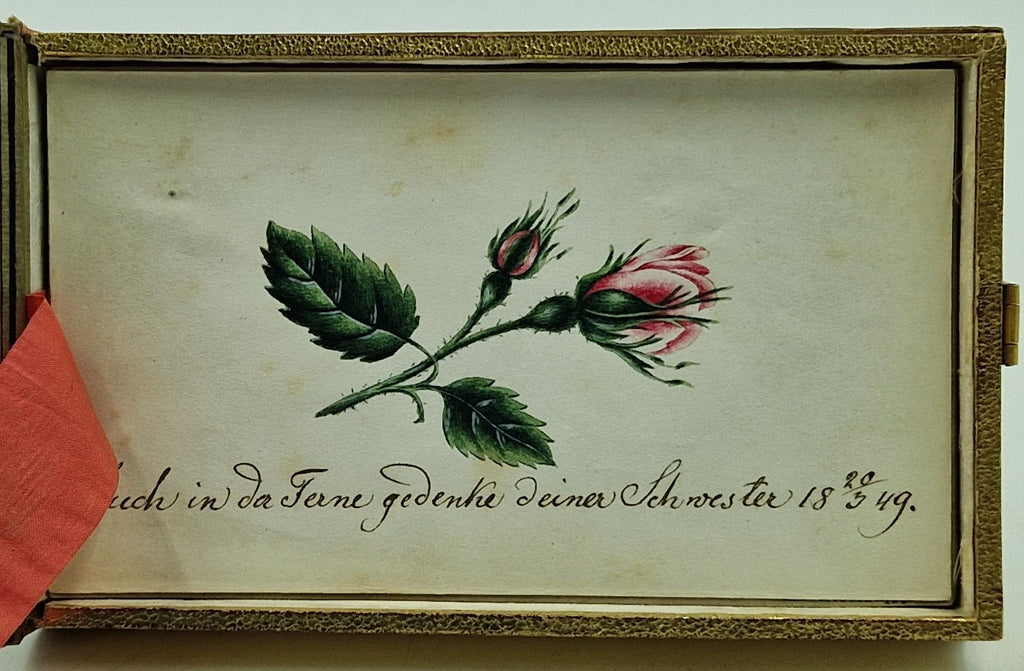 uch in der Ferne gedenke deiner Schwester 18 20/3 49.